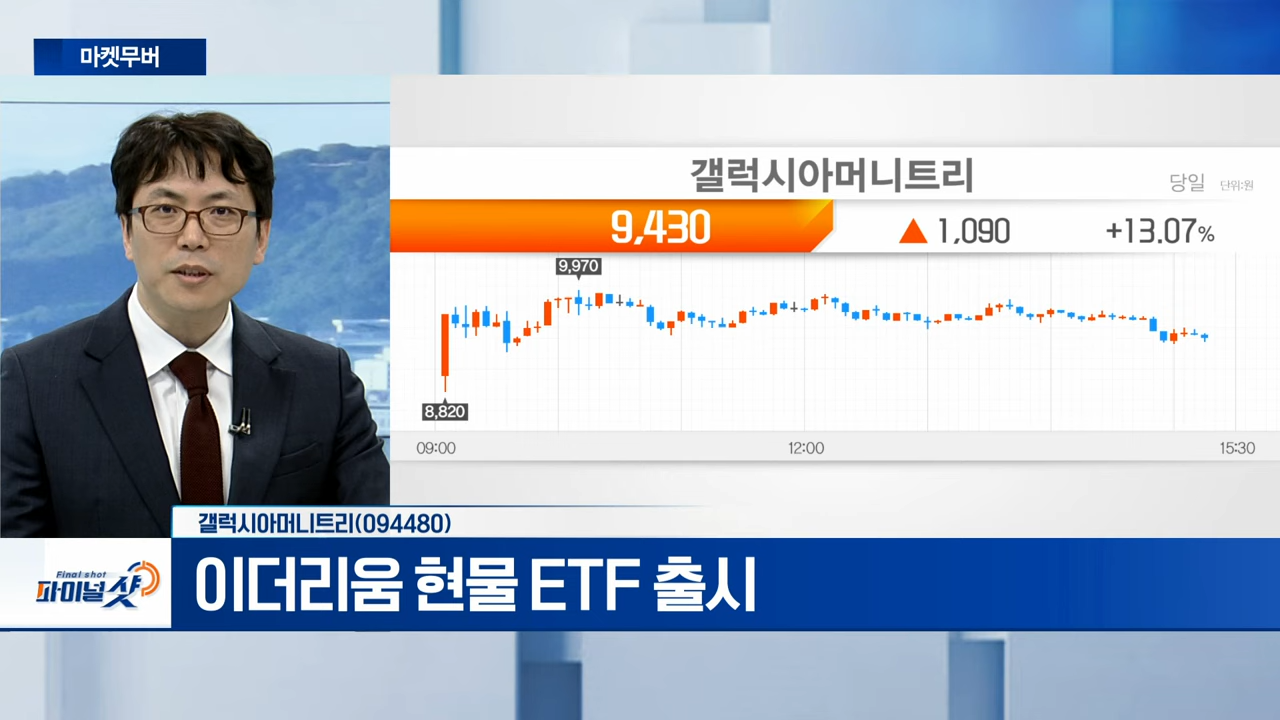 마켓무버
갤럭시아머니트리
당일 단위:원
9,430 ▲ 1,090 +13.07%
9,970
8,820
09:00 12:00 15:30
갤럭시아머니트리(094480)
Final shot
파이널샷
이더리움 현물 ETF 출시